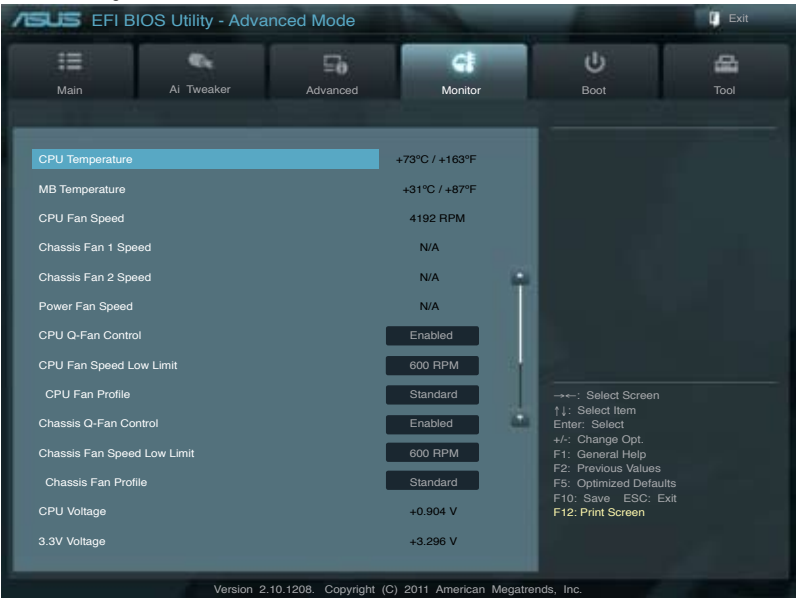 ASUS EFI BIOS Utility - Advanced Mode
Exit
Main
Ai Tweaker
Advanced
Monitor
Boot
Tool
CPU Temperature +73ºC / +163ºF
MB Temperature +31ºC / +87ºF
CPU Fan Speed 4192 RPM
Chassis Fan 1 Speed N/A
Chassis Fan 2 Speed N/A
Power Fan Speed N/A
CPU Q-Fan Control Enabled
CPU Fan Speed Low Limit 600 RPM
CPU Fan Profile Standard
Chassis Q-Fan Control Enabled
Chassis Fan Speed Low Limit 600 RPM
Chassis Fan Profile Standard
CPU Voltage +0.904 V
3.3V Voltage +3.296 V
→←: Select Screen
↑↓: Select Item
Enter: Select
+/-: Change Opt.
F1: General Help
F2: Previous Values
F5: Optimized Defaults
F10: Save ESC: Exit
F12: Print Screen
Version 2.10.1208. Copyright (C) 2011 American Megatrends, Inc.